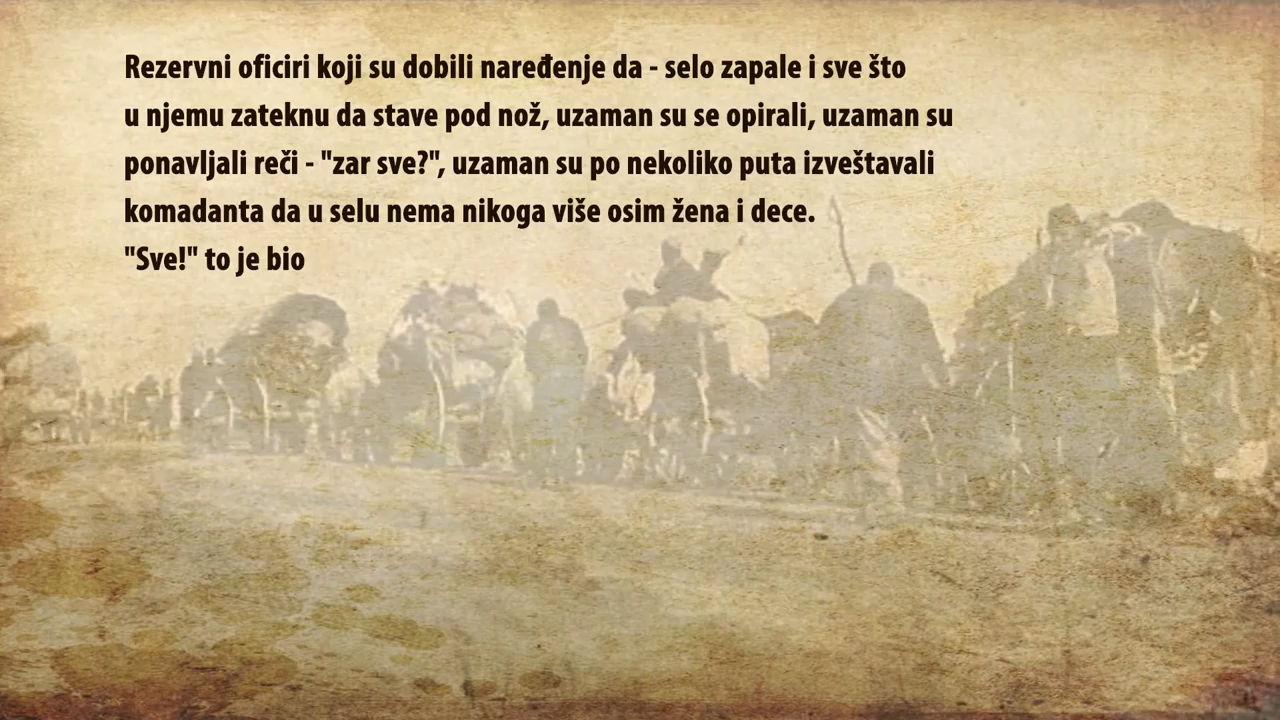 Rezervni oficiri koji su dobili naređenje da - selo zapale i sve što
u njemu zateknu da stave pod nož, uzaman su se opirali, uzaman su
ponavljali reči - "zar sve?", uzaman su po nekoliko puta izveštavali
komadanta da u selu nema nikoga više osim žena i dece.
"Sve!" to je bio